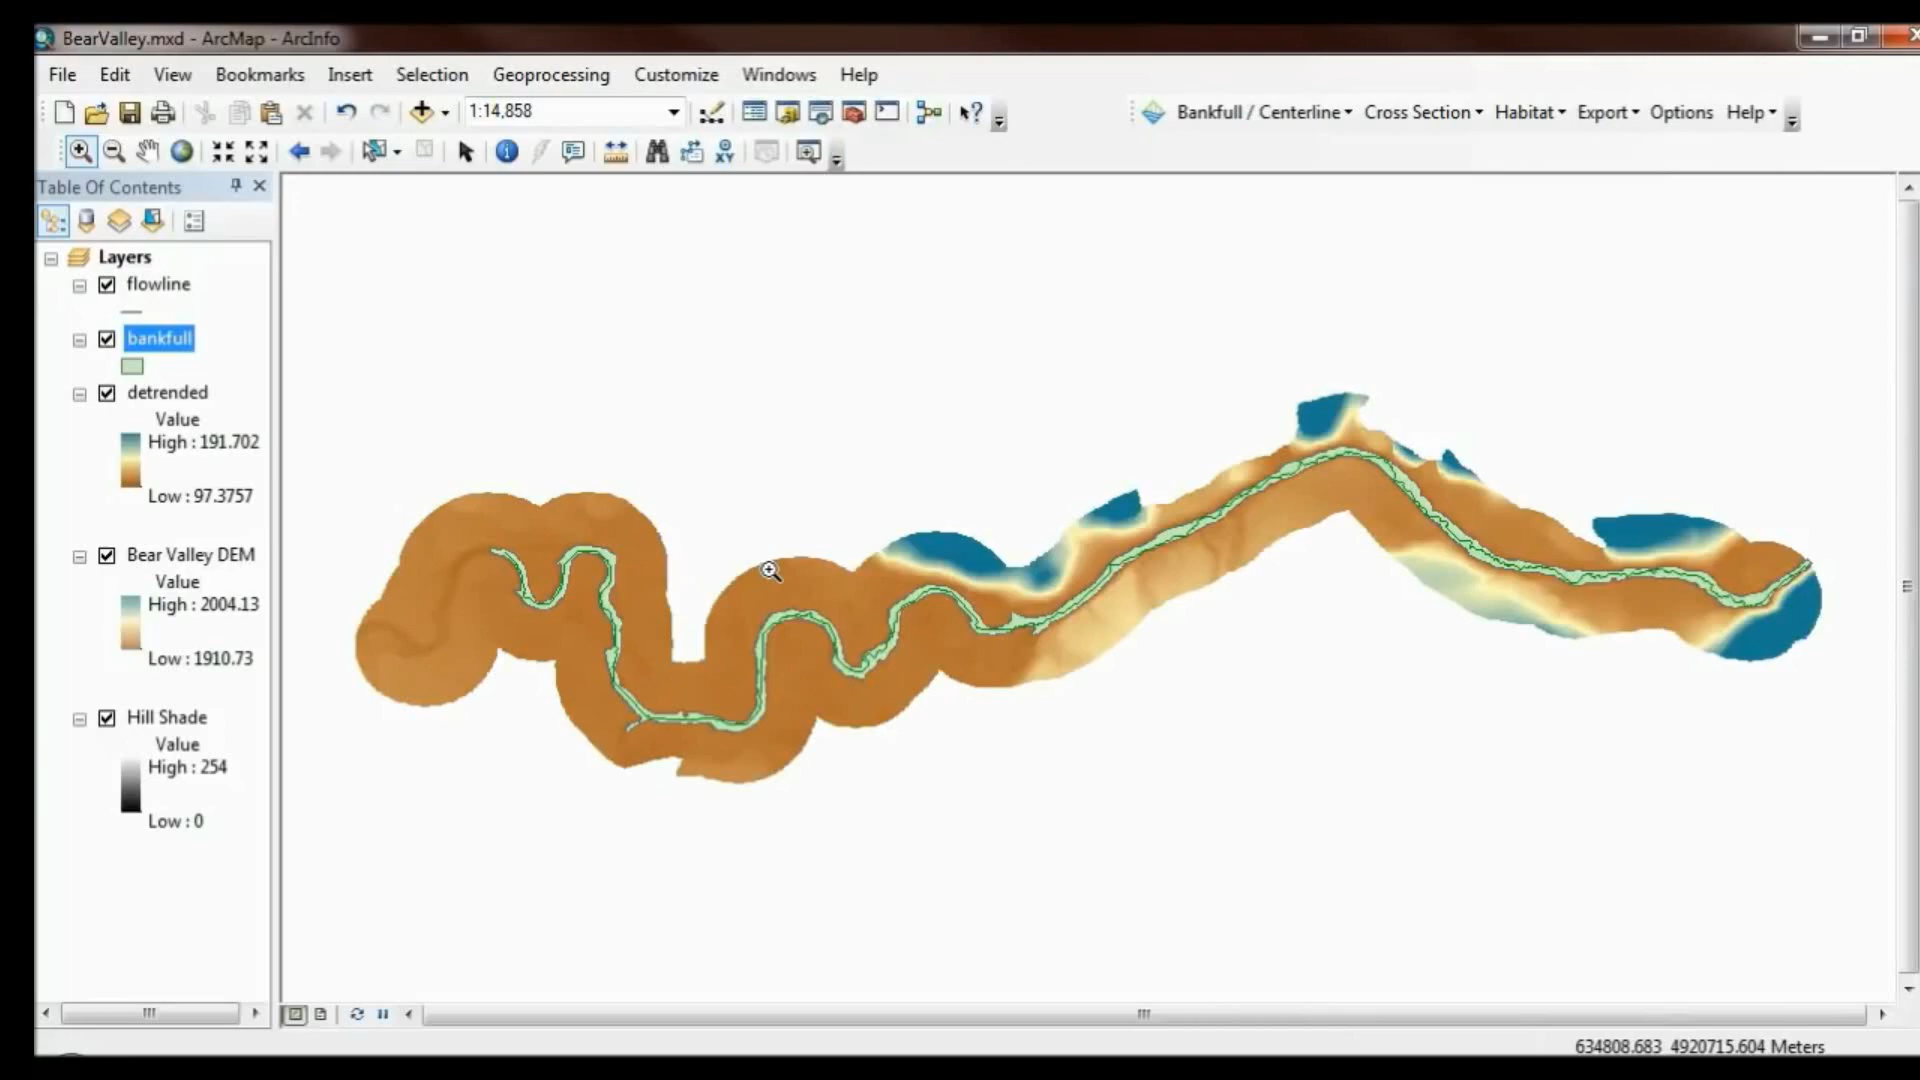 BearValley.mxd - ArcMap - ArcInfo
File Edit View Bookmarks Insert Selection Geoprocessing Customize Windows Help
1:14,858
Bankfull / Centerline Cross Section Habitat Export Options Help
XY
Table Of Contents
Layers
flowline
bankfull
detrended
Value
High : 191.702
Low : 97.3757
Bear Valley DEM
Value
High : 2004.13
Low : 1910.73
Hill Shade
Value
High : 254
Low : 0
634808.683 4920715.604 Meters